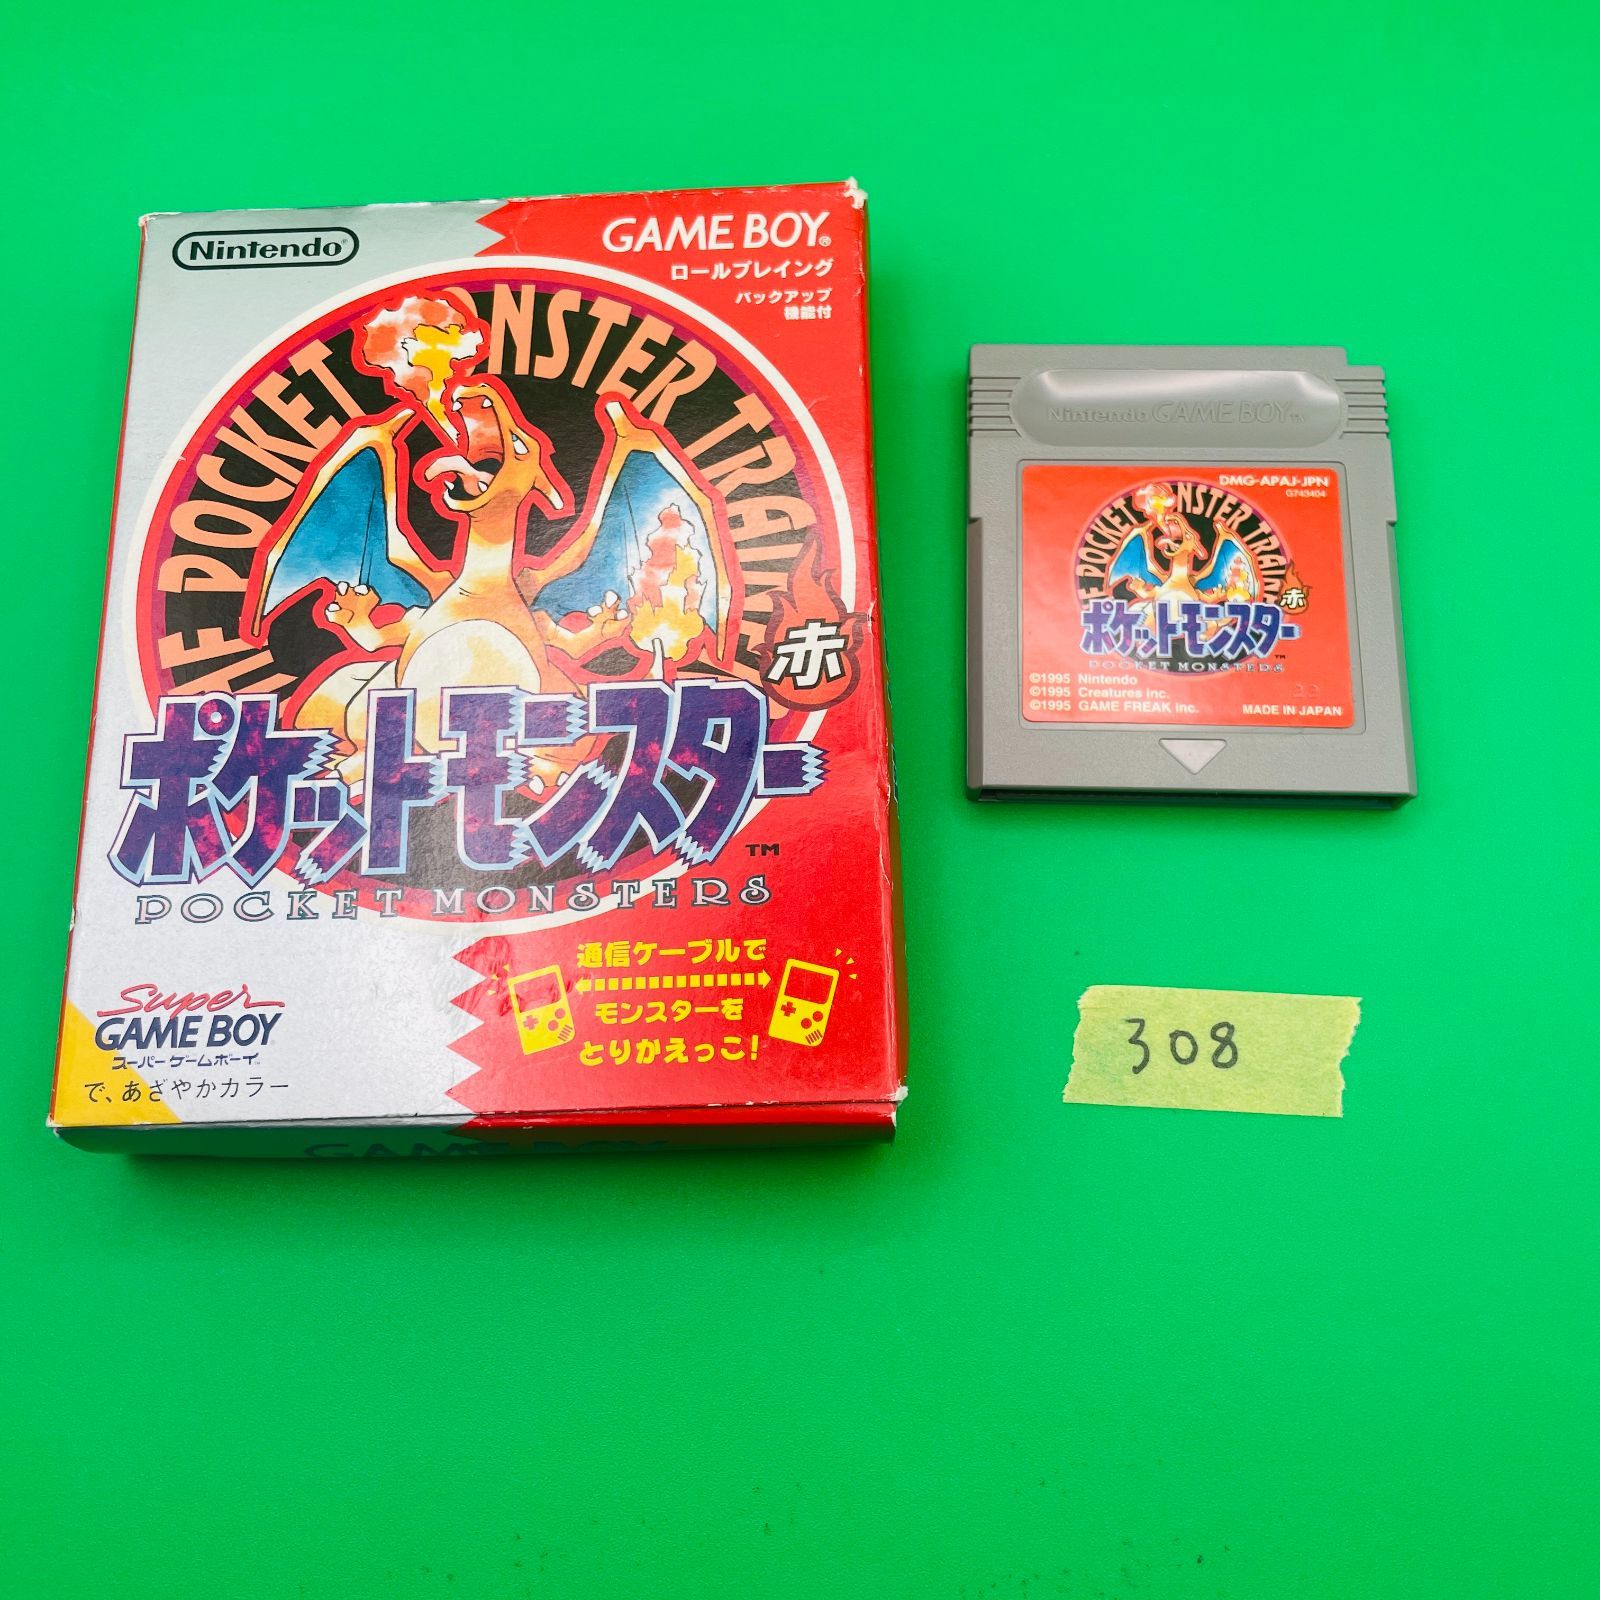 Nintendo®
GAME BOY®
ロールプレイング
バックアップ
機能付
THE POCKET MONSTER TRAINER
赤
ポケットモンスター
TM
POCKET MONSTERS
通信ケーブルで
モンスターを
とりかえっこ!
Super
GAME BOY
スーパーゲームボーイ
で、あざやかカラー
GAME BOY
Nintendo GAME BOY
DMG-APAJ-JPN
G743404
THE POCKET MONSTER TRAINER
赤
ポケットモンスター
TM
POCKET MONSTERS
©1995 Nintendo
©1995 Creatures inc.
©1995 GAME FREAK inc.
MADE IN JAPAN
308